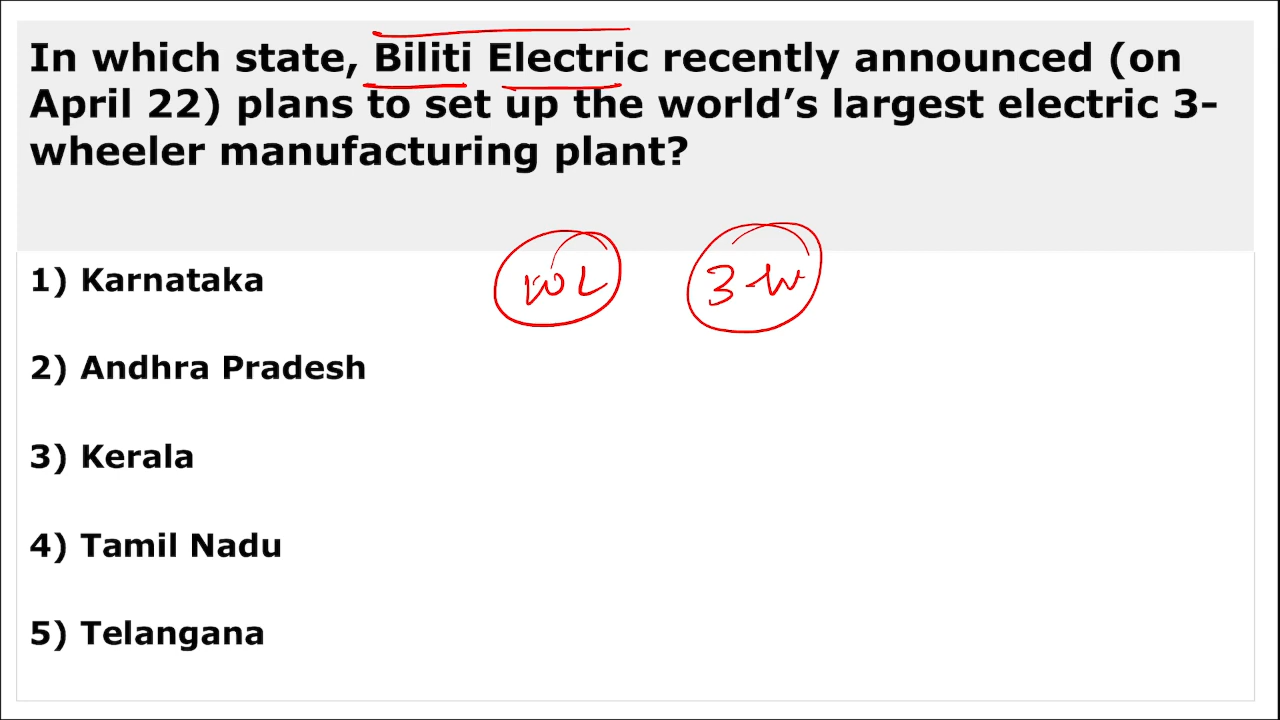 In which state, Biliti Electric recently announced (on
April 22) plans to set up the world’s largest electric 3-
wheeler manufacturing plant?
1) Karnataka
WL
3-W
2) Andhra Pradesh
3) Kerala
4) Tamil Nadu
5) Telangana